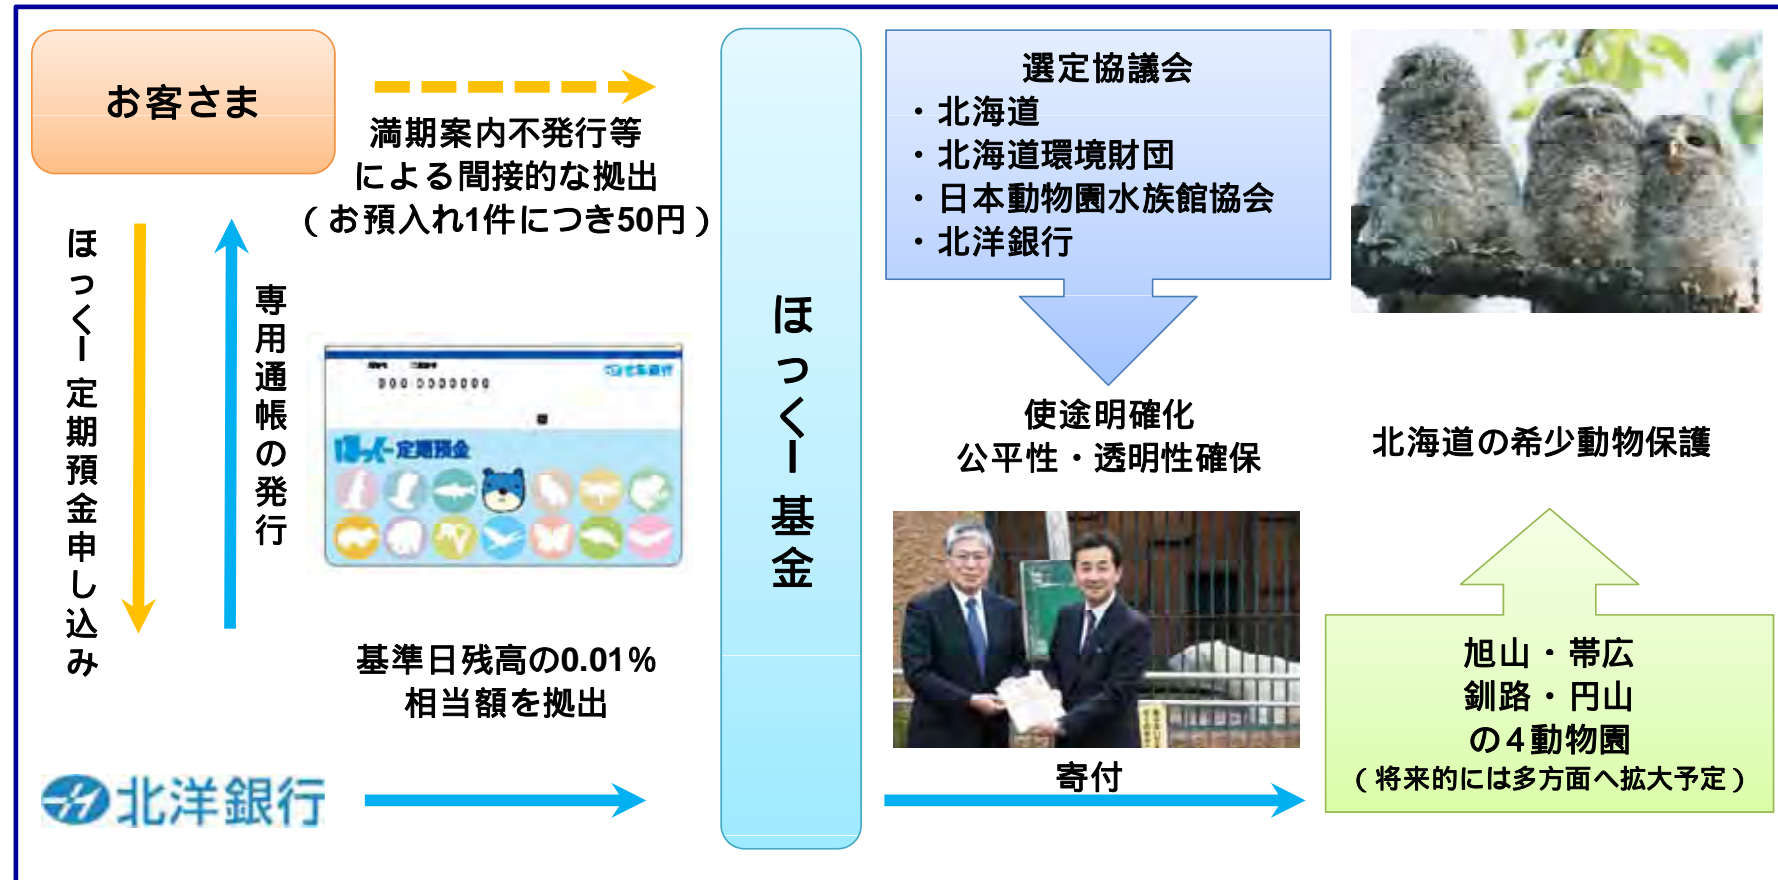 お客さま
満期案内不発行等
による間接的な拠出
（お預入れ1件につき50円）
ほっくー定期預金申し込み
専用通帳の発行
000 0000000
北洋銀行
ほっくー定期預金
基準日残高の0.01%
相当額を拠出
北洋銀行
ほっくー基金
選定協議会
・北海道
・北海道環境財団
・日本動物園水族館協会
・北洋銀行
使途明確化
公平性・透明性確保
寄付
北海道の希少動物保護
旭山・帯広
釧路・円山
の4動物園
（将来的には多方面へ拡大予定）